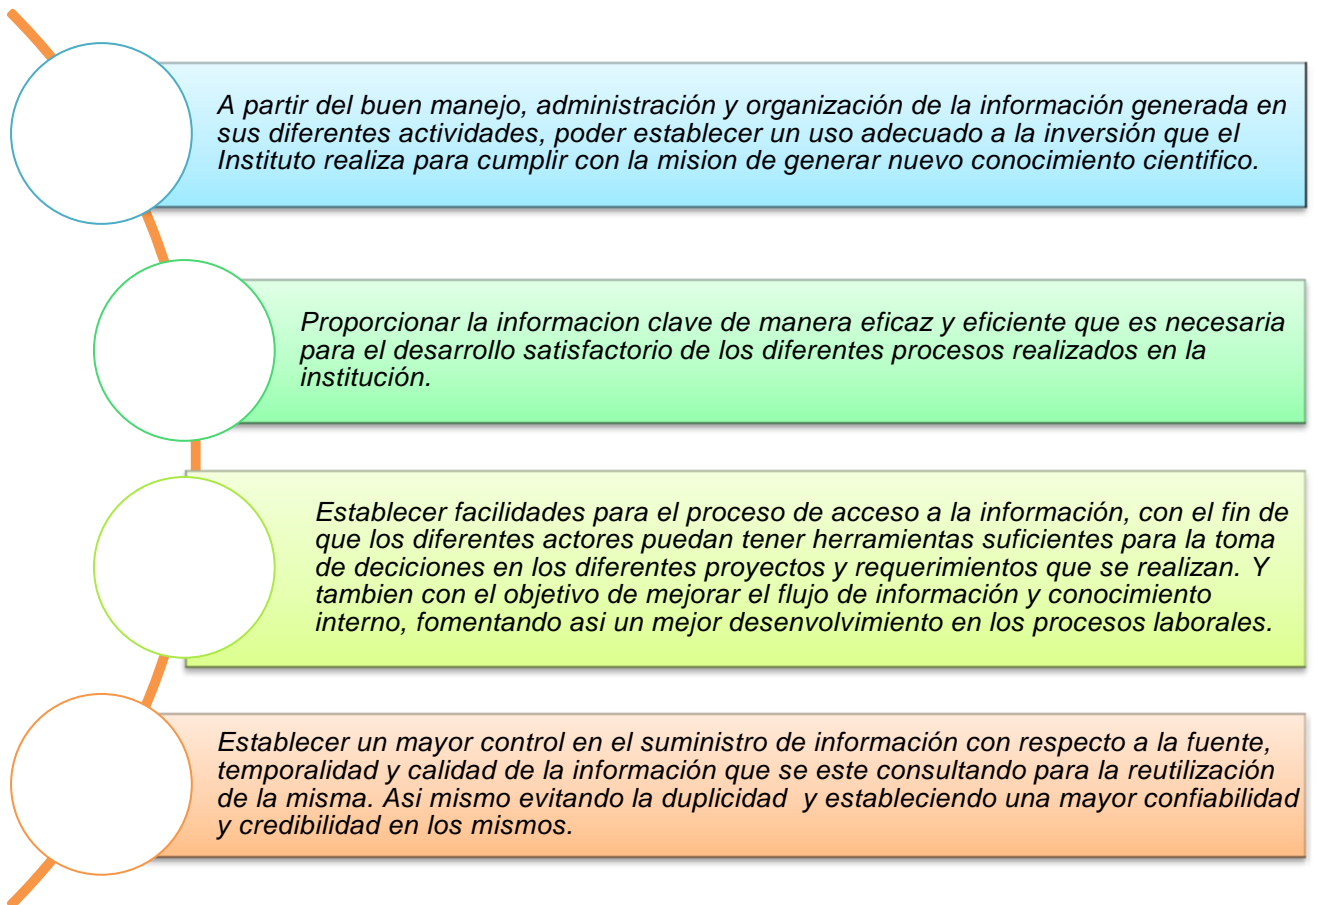 A partir del buen manejo, administración y organización de la información generada en
sus diferentes actividades, poder establecer un uso adecuado a la inversión que el
Instituto realiza para cumplir con la mision de generar nuevo conocimiento cientifico.
Proporcionar la informacion clave de manera eficaz y eficiente que es necesaria
para el desarrollo satisfactorio de los diferentes procesos realizados en la
institución.
Establecer facilidades para el proceso de acceso a la información, con el fin de
que los diferentes actores puedan tener herramientas suficientes para la toma
de deciciones en los diferentes proyectos y requerimientos que se realizan. Y
tambien con el objetivo de mejorar el flujo de información y conocimiento
interno, fomentando asi un mejor desenvolvimiento en los procesos laborales.
Establecer un mayor control en el suministro de información con respecto a la fuente,
temporalidad y calidad de la información que se este consultando para la reutilización
de la misma. Asi mismo evitando la duplicidad  y estableciendo una mayor confiabilidad
y credibilidad en los mismos.